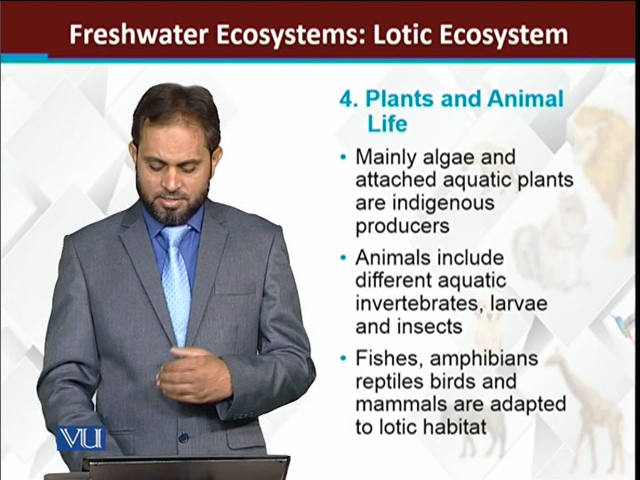 Freshwater Ecosystems: Lotic Ecosystem
4. Plants and Animal
Life
• Mainly algae and
attached aquatic plants
are indigenous
producers
• Animals include
different aquatic
invertebrates, larvae
and insects
• Fishes, amphibians
reptiles birds and
mammals are adapted
to lotic habitat
VU